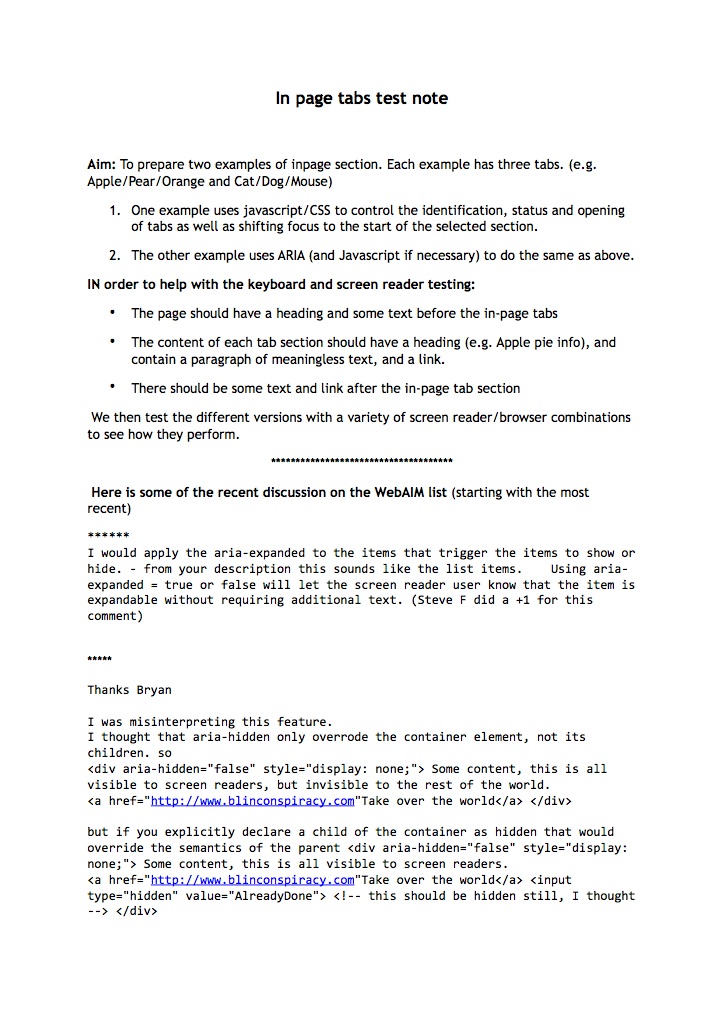 In page tabs test note
Aim: To prepare two examples of inpage section. Each example has three tabs. (e.g.
Apple/Pear/Orange and Cat/Dog/Mouse)
1. One example uses javascript/CSS to control the identification, status and opening
of tabs as well as shifting focus to the start of the selected section.
2. The other example uses ARIA (and Javascript if necessary) to do the same as above.
IN order to help with the keyboard and screen reader testing:
• The page should have a heading and some text before the in-page tabs
• The content of each tab section should have a heading (e.g. Apple pie info), and
contain a paragraph of meaningless text, and a link.
• There should be some text and link after the in-page tab section
We then test the different versions with a variety of screen reader/browser combinations
to see how they perform.
*************************************
Here is some of the recent discussion on the WebAIM list (starting with the most
recent)
******
I would apply the aria-expanded to the items that trigger the items to show or
hide. - from your description this sounds like the list items.    Using aria-
expanded = true or false will let the screen reader user know that the item is
expandable without requiring additional text. (Steve F did a +1 for this
comment)
*****
Thanks Bryan
I was misinterpreting this feature.
I thought that aria-hidden only overrode the container element, not its
children. so
<div aria-hidden="false" style="display: none;"> Some content, this is all
visible to screen readers, but invisible to the rest of the world.
<a href="http://www.blinconspiracy.com"Take over the world</a> </div>
but if you explicitly declare a child of the container as hidden that would
override the semantics of the parent <div aria-hidden="false" style="display:
none;"> Some content, this is all visible to screen readers.
<a href="http://www.blinconspiracy.com"Take over the world</a> <input
type="hidden" value="AlreadyDone"> <!-- this should be hidden still, I thought
--> </div>